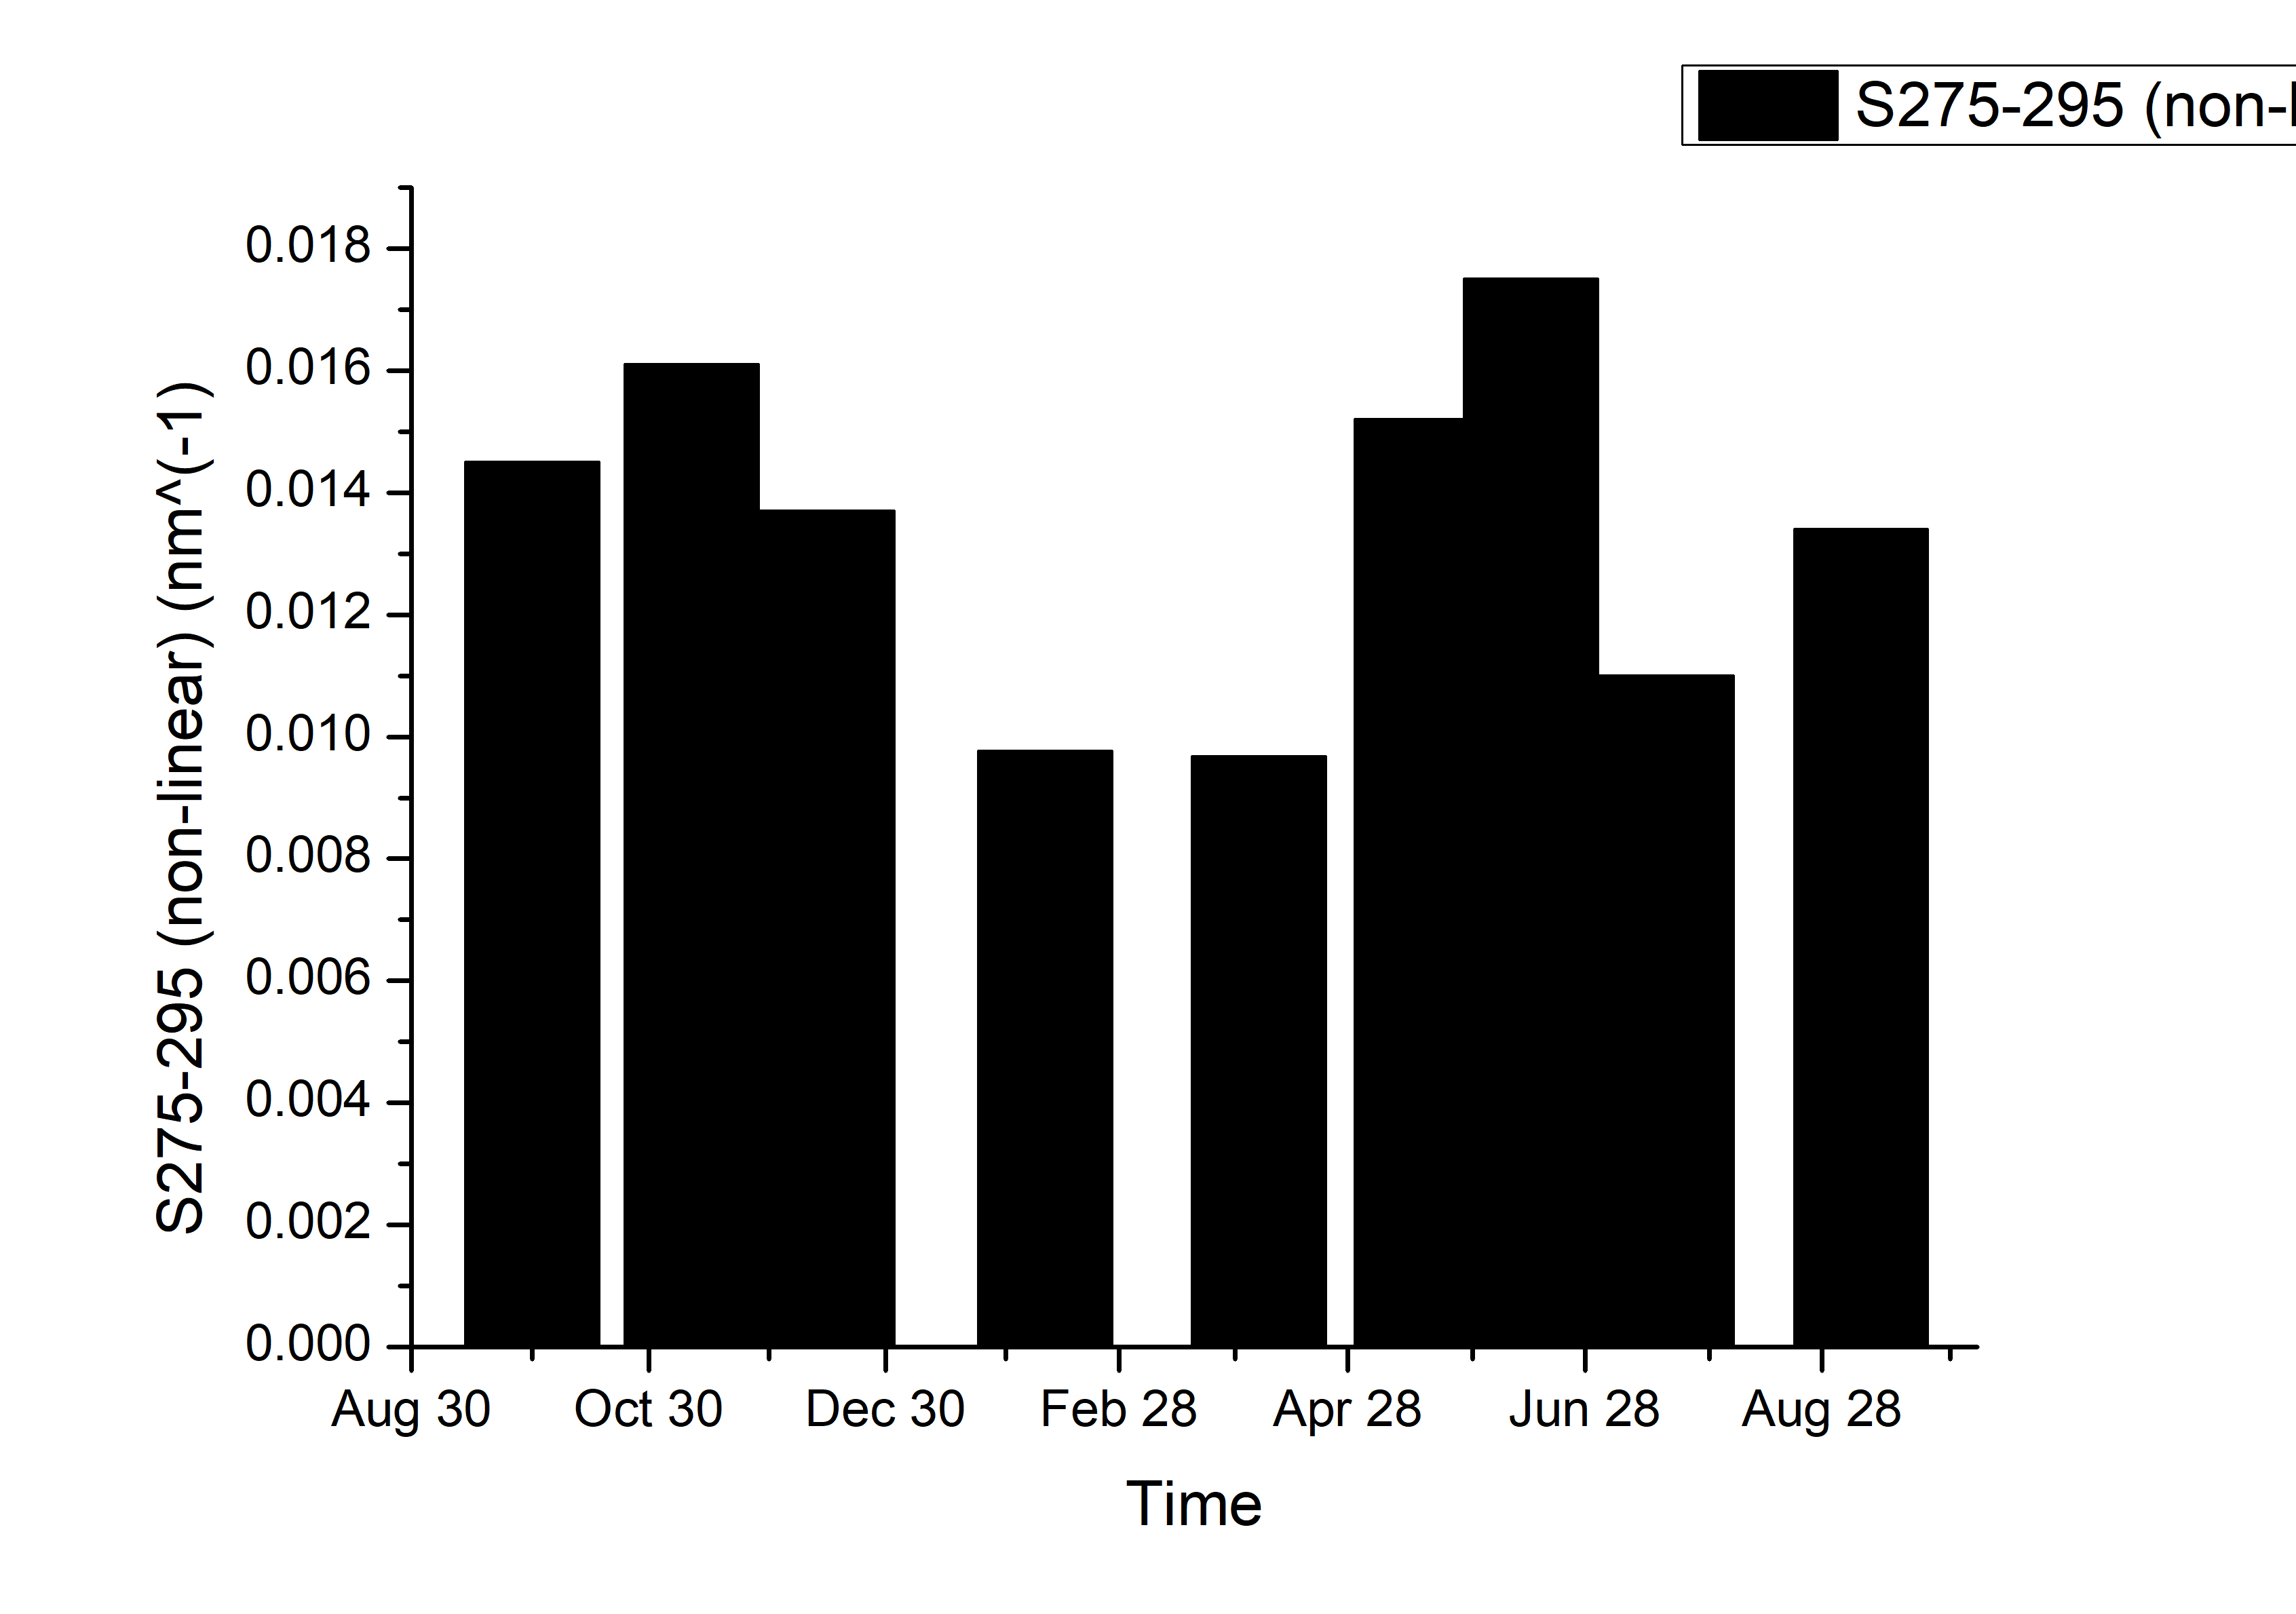 S275-295 (non-l
0.018
0.016
0.014
0.012
0.010
0.008
0.006
0.004
0.002
0.000
S275-295 (non-linear) (nm^(-1)
Aug 30 Oct 30 Dec 30 Feb 28 Apr 28 Jun 28 Aug 28
Time